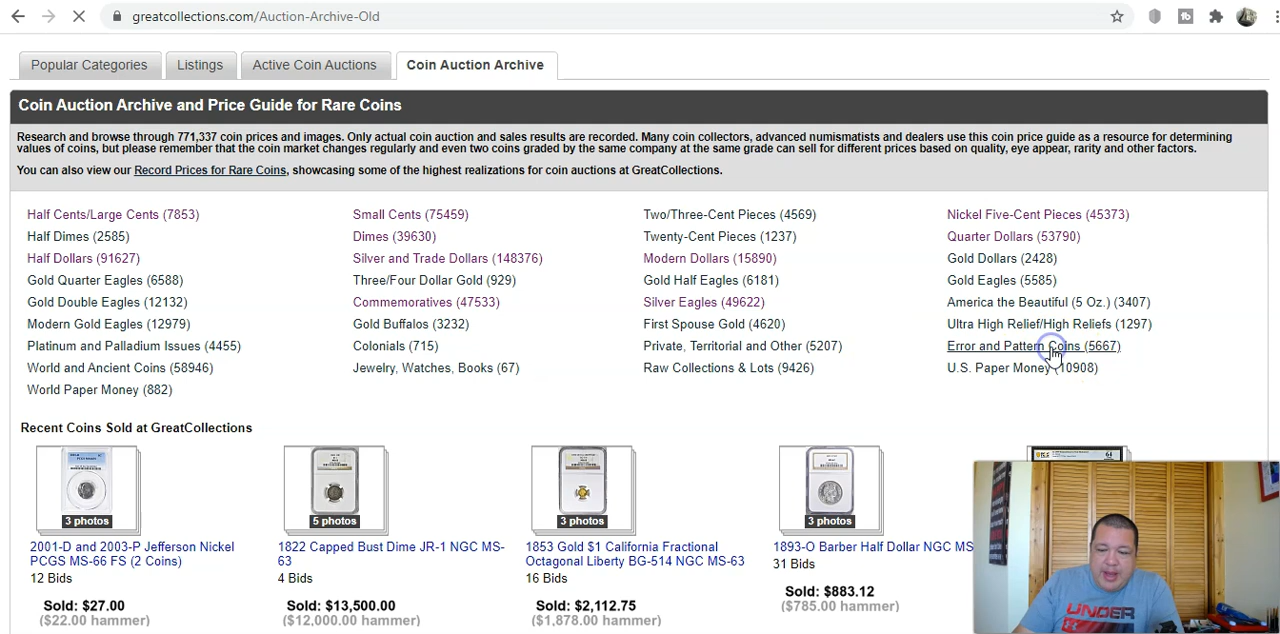 greatcollections.com/Auction-Archive-Old
Popular Categories
Listings
Active Coin Auctions
Coin Auction Archive
Coin Auction Archive and Price Guide for Rare Coins
Research and browse through 771,337 coin prices and images. Only actual coin auction and sales results are recorded. Many coin collectors, advanced numismatists and dealers use this coin price guide as a resource for determining
values of coins, but please remember that the coin market changes regularly and even two coins graded by the same company at the same grade can sell for different prices based on quality, eye appear, rarity and other factors.
You can also view our Record Prices for Rare Coins, showcasing some of the highest realizations for coin auctions at GreatCollections.
Half Cents/Large Cents (7853)
Small Cents (75459)
Two/Three-Cent Pieces (4569)
Nickel Five-Cent Pieces (45373)
Half Dimes (2585)
Dimes (39630)
Twenty-Cent Pieces (1237)
Quarter Dollars (53790)
Half Dollars (91627)
Silver and Trade Dollars (148376)
Modern Dollars (15890)
Gold Dollars (2428)
Gold Quarter Eagles (6588)
Three/Four Dollar Gold (929)
Gold Half Eagles (6181)
Gold Eagles (5585)
Gold Double Eagles (12132)
Commemoratives (47533)
Silver Eagles (49622)
America the Beautiful (5 Oz.) (3407)
Modern Gold Eagles (12979)
Gold Buffalos (3232)
First Spouse Gold (4620)
Ultra High Relief/High Reliefs (1297)
Platinum and Palladium Issues (4455)
Colonials (715)
Private, Territorial and Other (5207)
Error and Pattern Coins (5667)
World and Ancient Coins (58946)
Jewelry, Watches, Books (67)
Raw Collections & Lots (9426)
U.S. Paper Money (10908)
World Paper Money (882)
Recent Coins Sold at GreatCollections
3 photos
5 photos
3 photos
3 photos
64
2001-D and 2003-P Jefferson Nickel
PCGS MS-66 FS (2 Coins)
12 Bids
Sold: $27.00
($22.00 hammer)
1822 Capped Bust Dime JR-1 NGC MS-
63
4 Bids
Sold: $13,500.00
($12,000.00 hammer)
1853 Gold $1 California Fractional
Octagonal Liberty BG-514 NGC MS-63
16 Bids
Sold: $2,112.75
($1,878.00 hammer)
1893-O Barber Half Dollar NGC MS
31 Bids
Sold: $883.12
($785.00 hammer)
UNDER